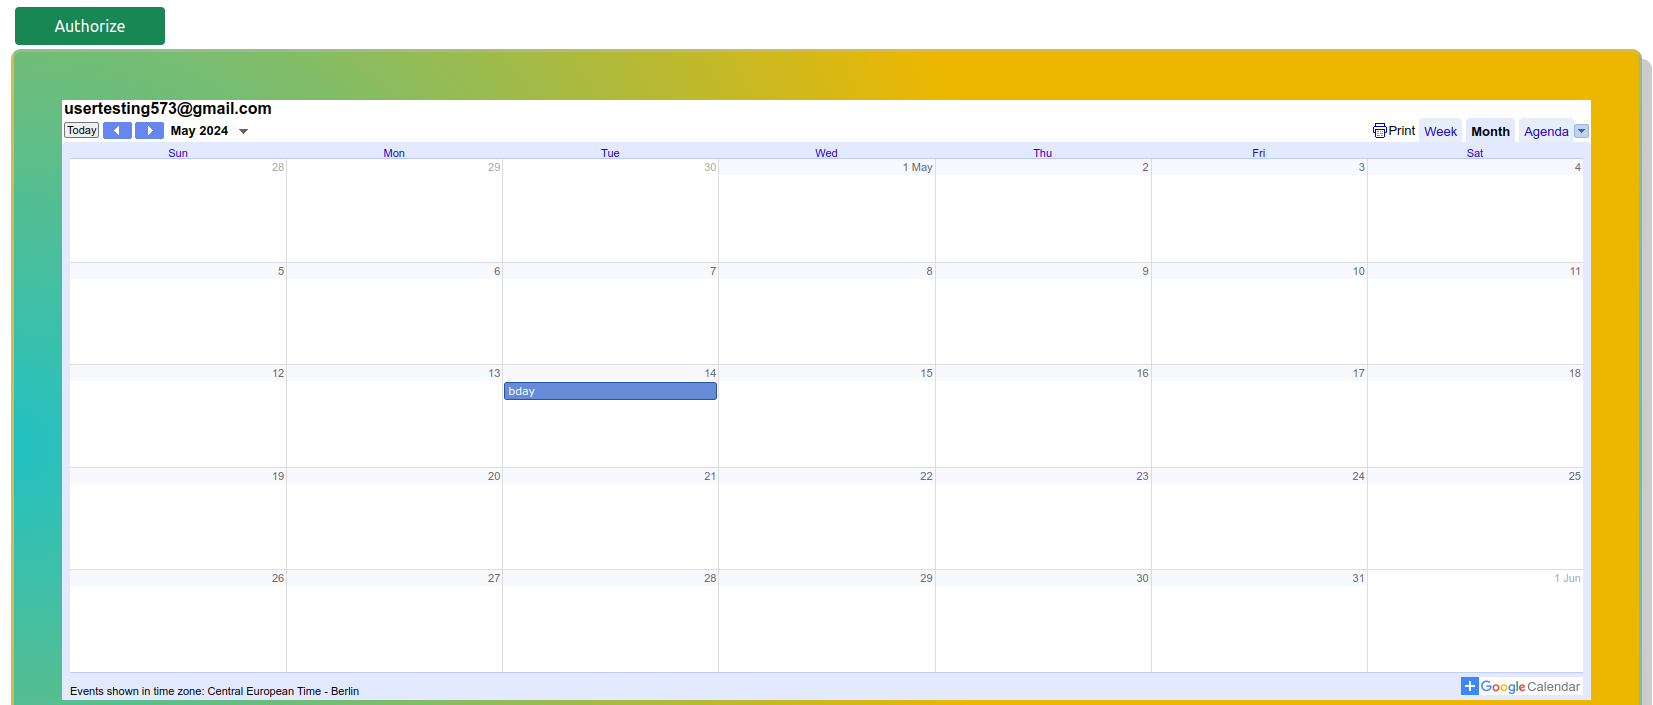 Authorize
usertesting573@gmail.com
Today May 2024 Print Week Month Agenda
Sun Mon Tue Wed Thu Fri Sat
28 29 30 1 May 2 3 4
5 6 7 8 9 10 11
12 13 14 15 16 17 18
bday
19 20 21 22 23 24 25
26 27 28 29 30 31 1 Jun
Events shown in time zone: Central European Time - Berlin
Google Calendar